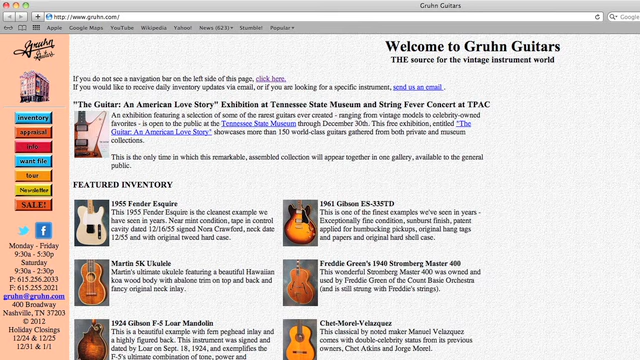 Gruhn Guitars
http://www.gruhn.com/
Google
Apple Google Maps YouTube Wikipedia Yahoo! News (623) Stumble! Popular
Gruhn
Guitars
inventory
appraisal
info
want file
tour
Newsletter
SALE!
Monday - Friday
9:30a - 5:30p
Saturday
9:30a - 2:30p
P: 615.256.2033
F: 615.255.2021
gruhn@gruhn.com
400 Broadway
Nashville, TN 37203
© 2012
Holiday Closings
12/24 & 12/25
12/31 & 1/1
Welcome to Gruhn Guitars
THE source for the vintage instrument world
If you do not see a navigation bar on the left side of this page, click here.
If you would like to receive daily inventory updates via email, or if you are looking for a specific instrument, send us an email .
"The Guitar: An American Love Story" Exhibition at Tennessee State Museum and String Fever Concert at TPAC
An exhibition featuring a selection of some of the rarest guitars ever created - ranging from vintage models to celebrity-owned
favorites - is open to the public at the Tennessee State Museum through December 30th. This free exhibition, entitled "The
Guitar: An American Love Story" showcases more than 150 world-class guitars gathered from both private and museum
collections.
This is the only time in which this remarkable, assembled collection will appear together in one gallery, available to the general
public.
FEATURED INVENTORY
1955 Fender Esquire
This 1955 Fender Esquire is the cleanest example we
have seen in years. Near mint condition, tape in control
cavity dated 12/16/55 signed Nora Crawford, neck date
12/55 and with original tweed hard case.
1961 Gibson ES-335TD
This is one of the finest examples we've seen in years -
Exceptionally fine condition, sunburst finish, patent
applied for humbucking pickups, original hang tags
and papers and original hard shell case.
Martin 5K Ukulele
Martin's ultimate ukulele featuring a beautiful Hawaiian
koa wood body with abalone trim on top and back and
fancy original neck inlay.
Freddie Green's 1940 Stromberg Master 400
This wonderful Stromberg Master 400 was owned and
used by Freddie Green of the Count Basie Orchestra
(and is still strung with Freddie's strings).
1924 Gibson F-5 Loar Mandolin
This is a beautiful example with fern peghead inlay and
a highly figured back. This instrument was signed and
dated by Loar on Sept. 18, 1924, and exemplifies the
F-5's ultimate combination of tone, power and
Chet-Morel-Velazquez
This classical by noted maker Manuel Velazquez
comes with double-celebrity status from its previous
owners, Chet Atkins and Jorge Morel.